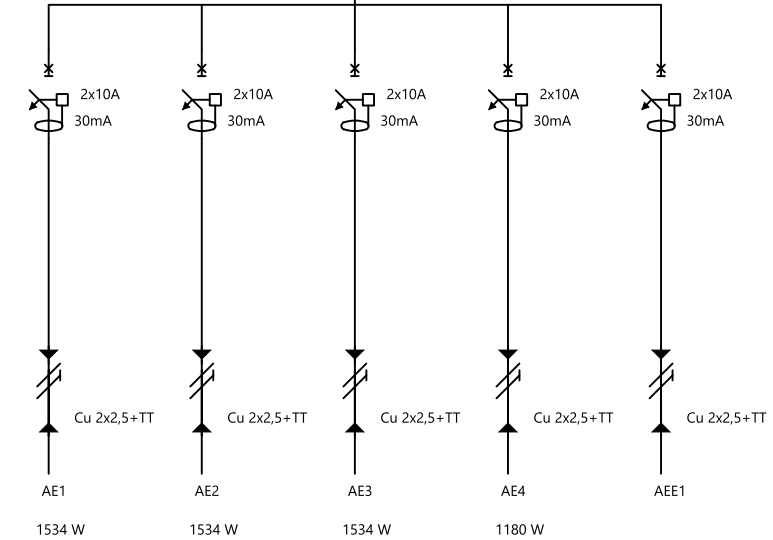 2x10A 2x10A 2x10A 2x10A 2x10A
30mA 30mA 30mA 30mA 30mA
Cu 2x2,5+TT Cu 2x2,5+TT Cu 2x2,5+TT Cu 2x2,5+TT Cu 2x2,5+TT
AE1 AE2 AE3 AE4 AEE1
1534 W 1534 W 1534 W 1180 W